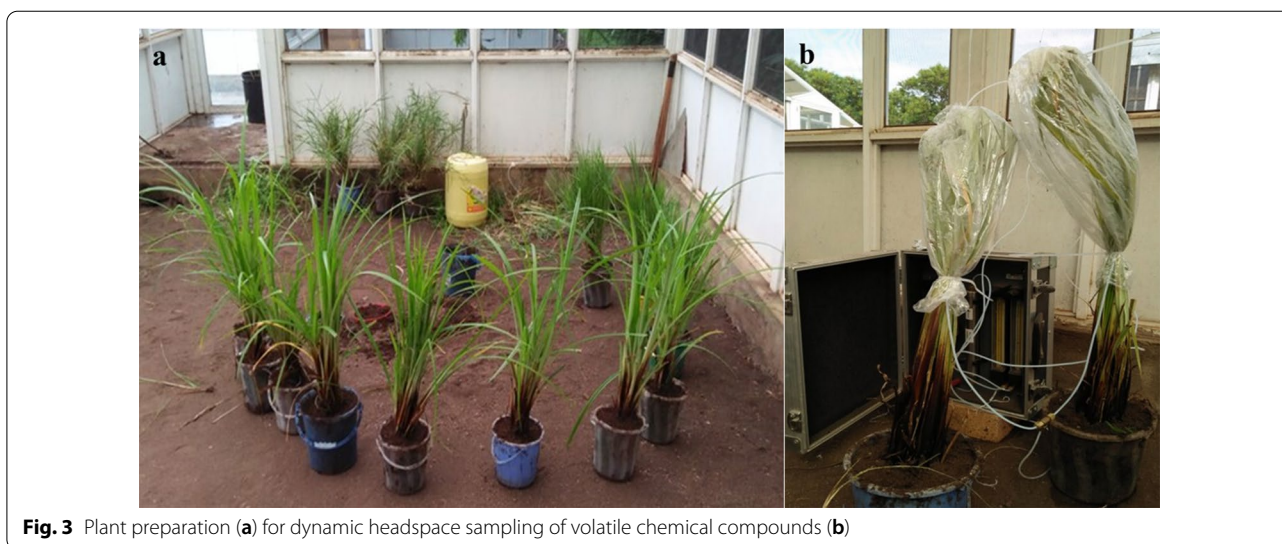 a
b
Fig. 3 Plant preparation (a) for dynamic headspace sampling of volatile chemical compounds (b)